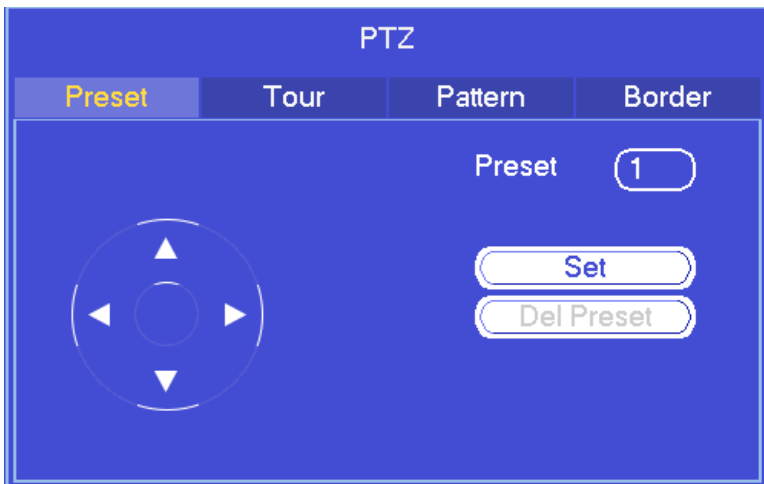 PTZ
Preset Tour Pattern Border
Preset 1
Set
Del Preset